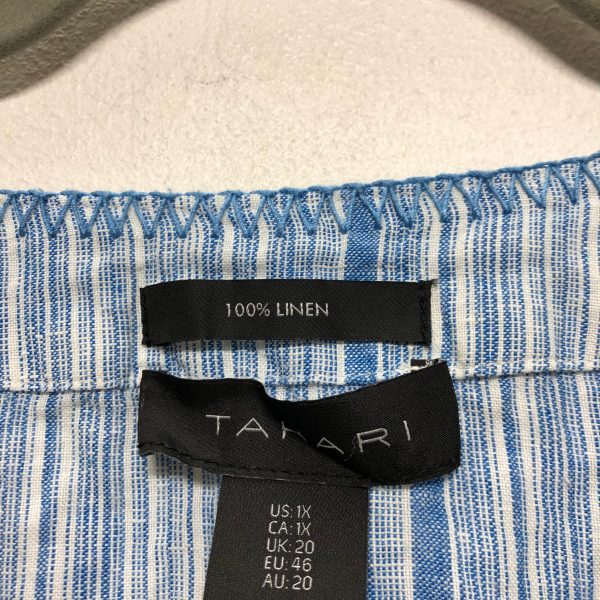 100% LINEN
TAHARI
US: 1X
CA: 1X
UK: 20
EU: 46
AU: 20